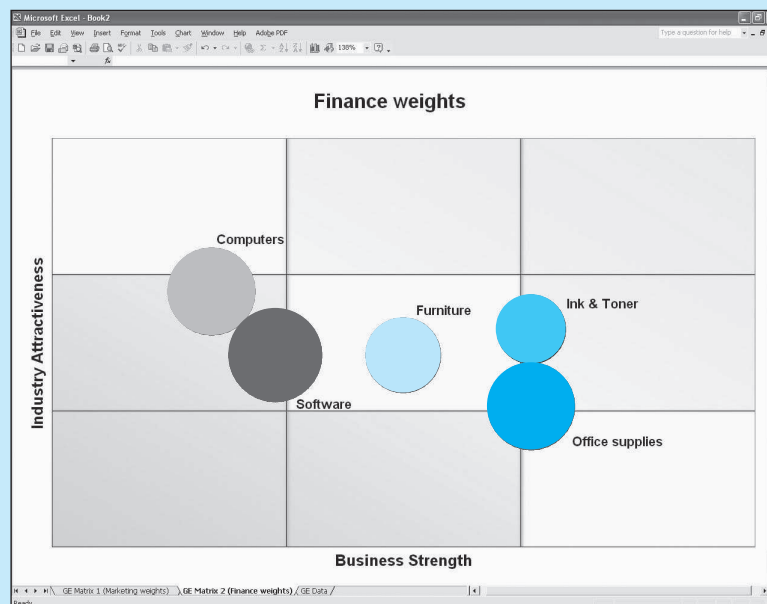 Microsoft Excel - Book2
File Edit View Insert Format Tools Chart Window Help Adobe PDF
Type a question for help
138%
fx
Finance weights
Computers
Ink & Toner
Furniture
Software
Office supplies
Industry Attractiveness
Business Strength
GE Matrix 1 (Marketing weights) GE Matrix 2 (Finance weights) GE Data
Ready